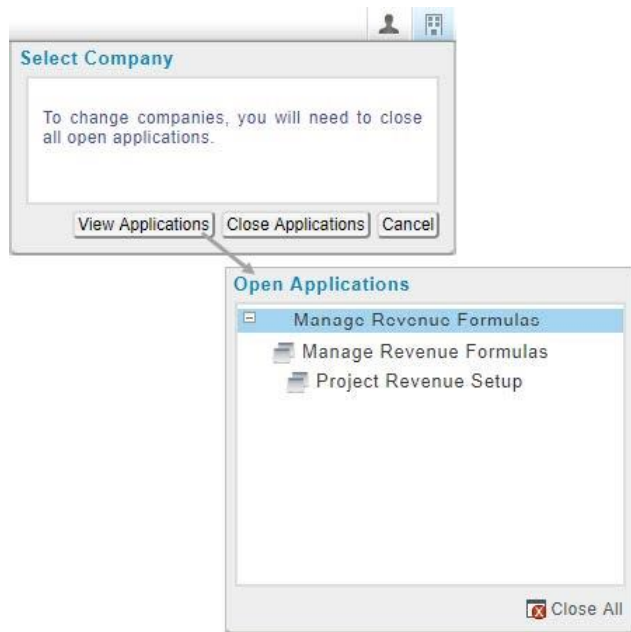 Select Company
To change companies, you will need to close
all open applications.
View Applications Close Applications Cancel
Open Applications
Manage Revenue Formulas
Manage Revenue Formulas
Project Revenue Setup
Close All